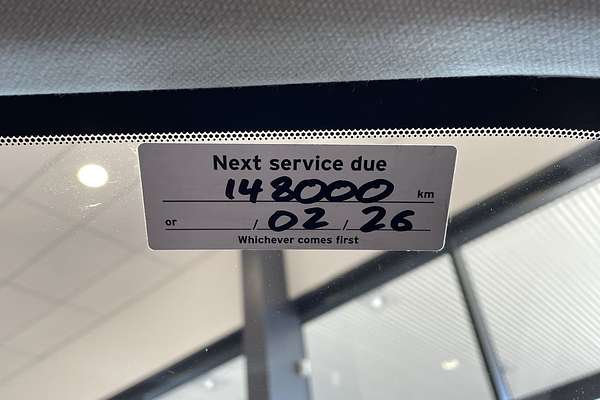 Next service due
148000 km
or / 02 / 26
Whichever comes first